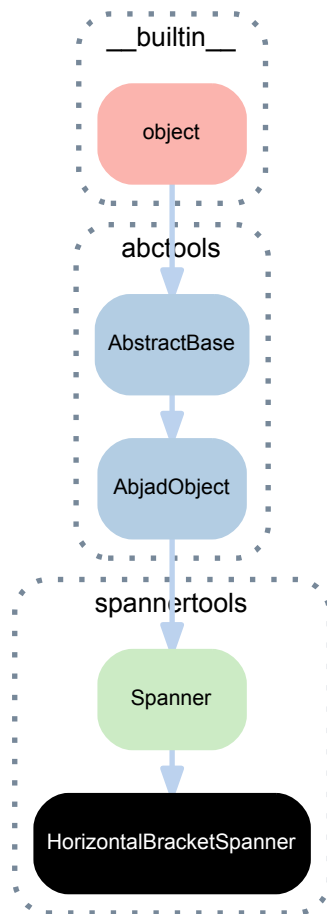 __builtin__
object
abctools
AbstractBase
AbjadObject
spannertools
Spanner
HorizontalBracketSpanner